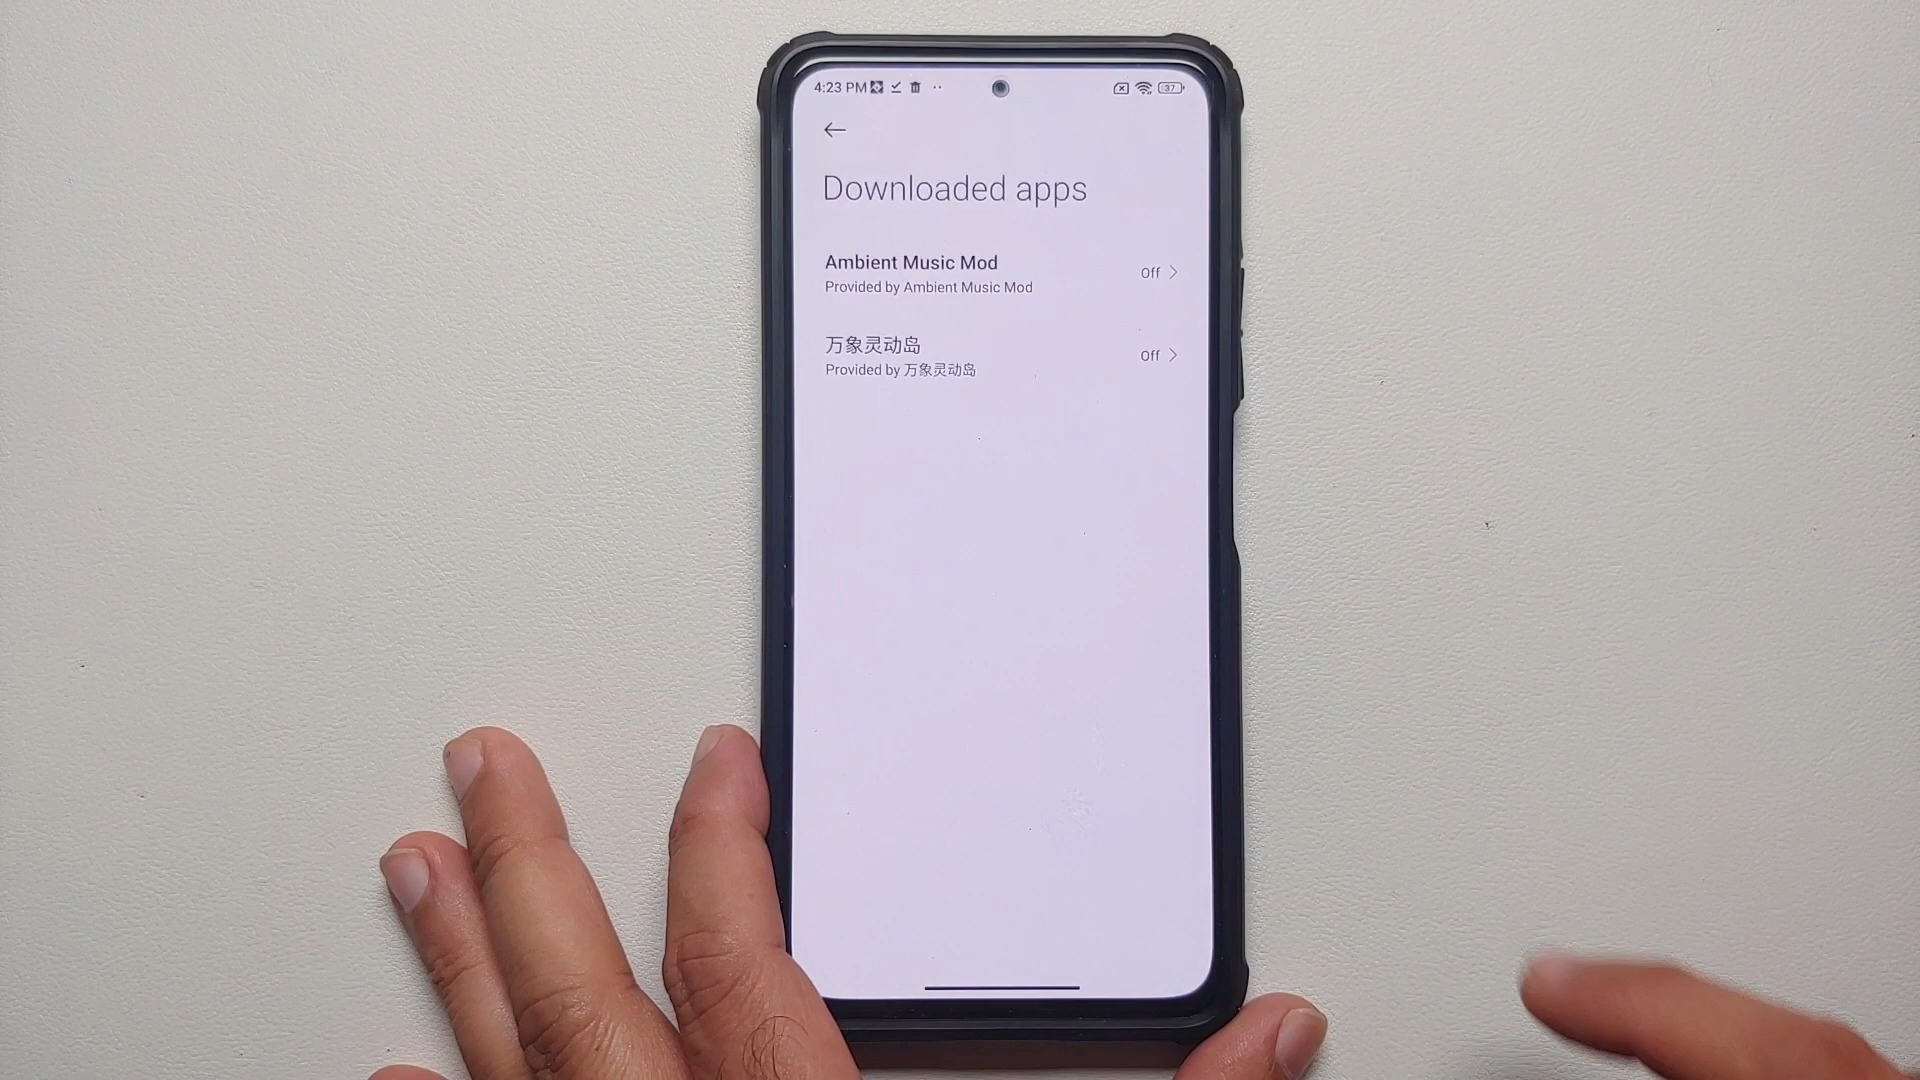 4:23 PM
37
Downloaded apps
Ambient Music Mod
Provided by Ambient Music Mod
Off
万象灵动岛
Provided by 万象灵动岛
Off